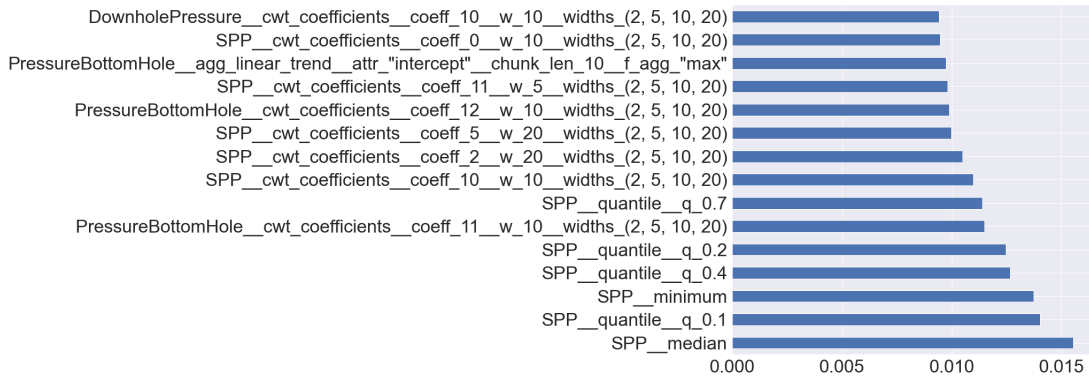 DownholePressure__cwt_coefficients__coeff_10__w_10__widths_(2, 5, 10, 20)
SPP__cwt_coefficients__coeff_0__w_10__widths_(2, 5, 10, 20)
PressureBottomHole__agg_linear_trend__attr_"intercept"__chunk_len_10__f_agg_"max"
SPP__cwt_coefficients__coeff_11__w_5__widths_(2, 5, 10, 20)
PressureBottomHole__cwt_coefficients__coeff_12__w_10__widths_(2, 5, 10, 20)
SPP__cwt_coefficients__coeff_5__w_20__widths_(2, 5, 10, 20)
SPP__cwt_coefficients__coeff_2__w_20__widths_(2, 5, 10, 20)
SPP__cwt_coefficients__coeff_10__w_10__widths_(2, 5, 10, 20)
SPP__quantile__q_0.7
PressureBottomHole__cwt_coefficients__coeff_11__w_10__widths_(2, 5, 10, 20)
SPP__quantile__q_0.2
SPP__quantile__q_0.4
SPP__minimum
SPP__quantile__q_0.1
SPP__median
0.000 0.005 0.010 0.015